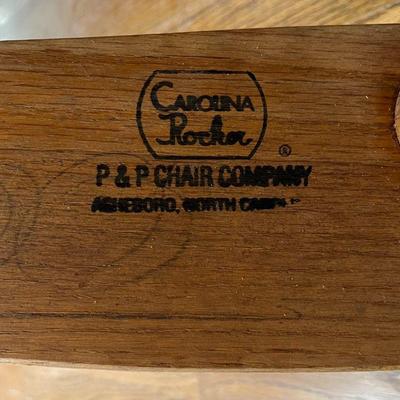 CAROLINA
Rocker
®
P & P CHAIR COMPANY
ASHEBORO, NORTH